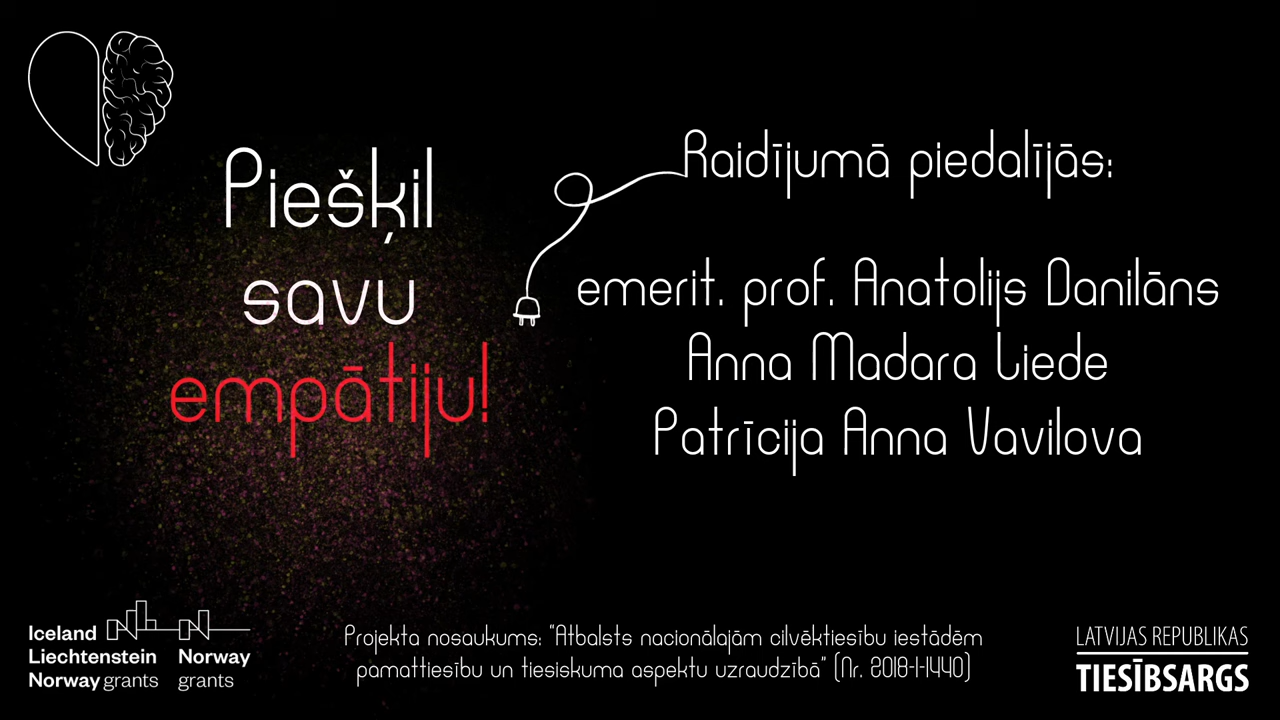 Piešķil
savu
empātiju!
Raidījumā piedalījās:
emerit. prof. Anatolijs Danilāns
Anna Madara Liede
Patrīcija Anna Vavilova
Iceland
Liechtenstein
Norway grants
Norway
grants
Projekta nosaukums: "Atbalsts nacionālajām cilvēktiesību iestādēm
pamattiesību un tiesiskuma aspektu uzraudzībā" (Nr. 2018-1-1440)
LATVIJAS REPUBLIKAS
TIESĪBSARGS